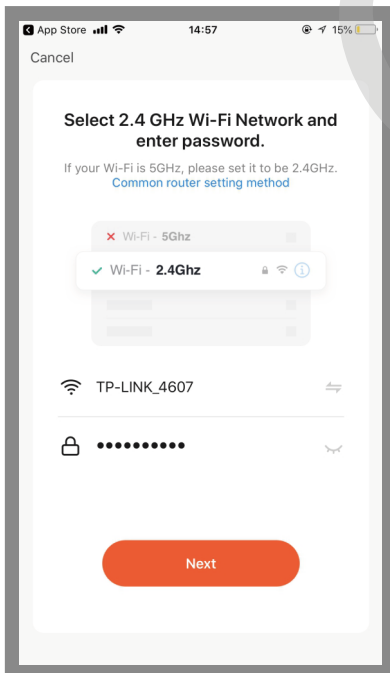 App Store 14:57 15%
Cancel
Select 2.4 GHz Wi-Fi Network and
enter password.
If your Wi-Fi is 5GHz, please set it to be 2.4GHz.
Common router setting method
Wi-Fi - 5Ghz
Wi-Fi - 2.4Ghz
TP-LINK_4607
••••••••••
Next